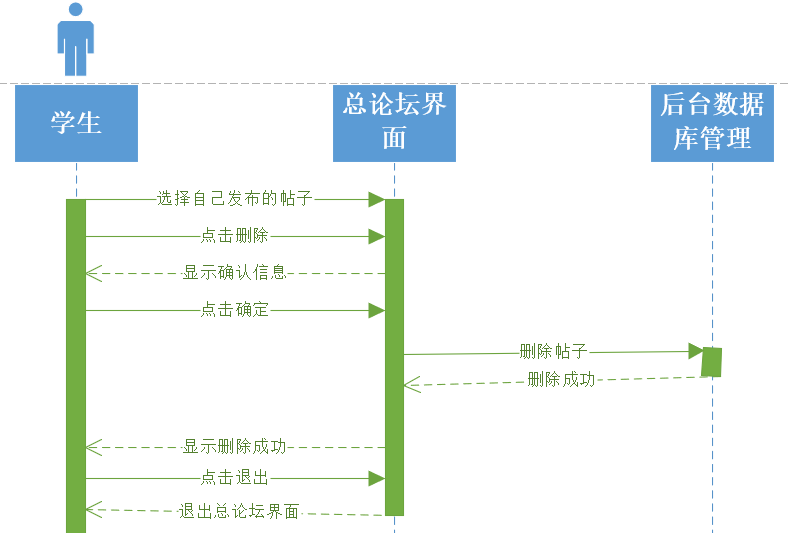 学生
总论坛界
面
后台数据
库管理
选择自己发布的帖子
点击删除
显示确认信息
点击确定
删除帖子
删除成功
显示删除成功
点击退出
退出总论坛界面